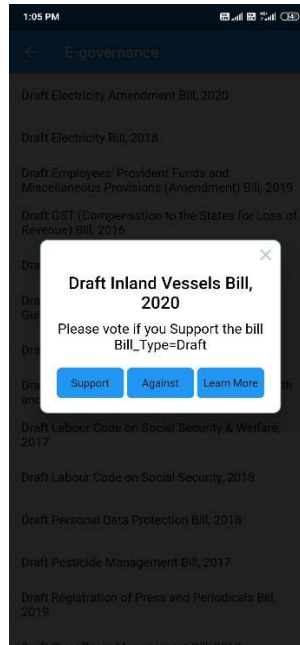 1:05 PM
34
E-governance
Draft Electricity Amendment Bill, 2020
Draft Electricity Bill, 2018
Draft Employees' Provident Funds and
Miscellaneous Provisions (Amendment) Bill, 2019
Draft GST (Compensation to the States for Loss of
Revenue) Bill, 2016
Draft Inland Vessels Bill,
2020
Please vote if you Support the bill
Bill_Type=Draft
Support
Against
Learn More
Draft Labour Code on Social Security & Welfare,
2017
Draft Labour Code on Social Security, 2018
Draft Personal Data Protection Bill, 2018
Draft Pesticide Management Bill, 2017
Draft Registration of Press and Periodicals Bill,
2019